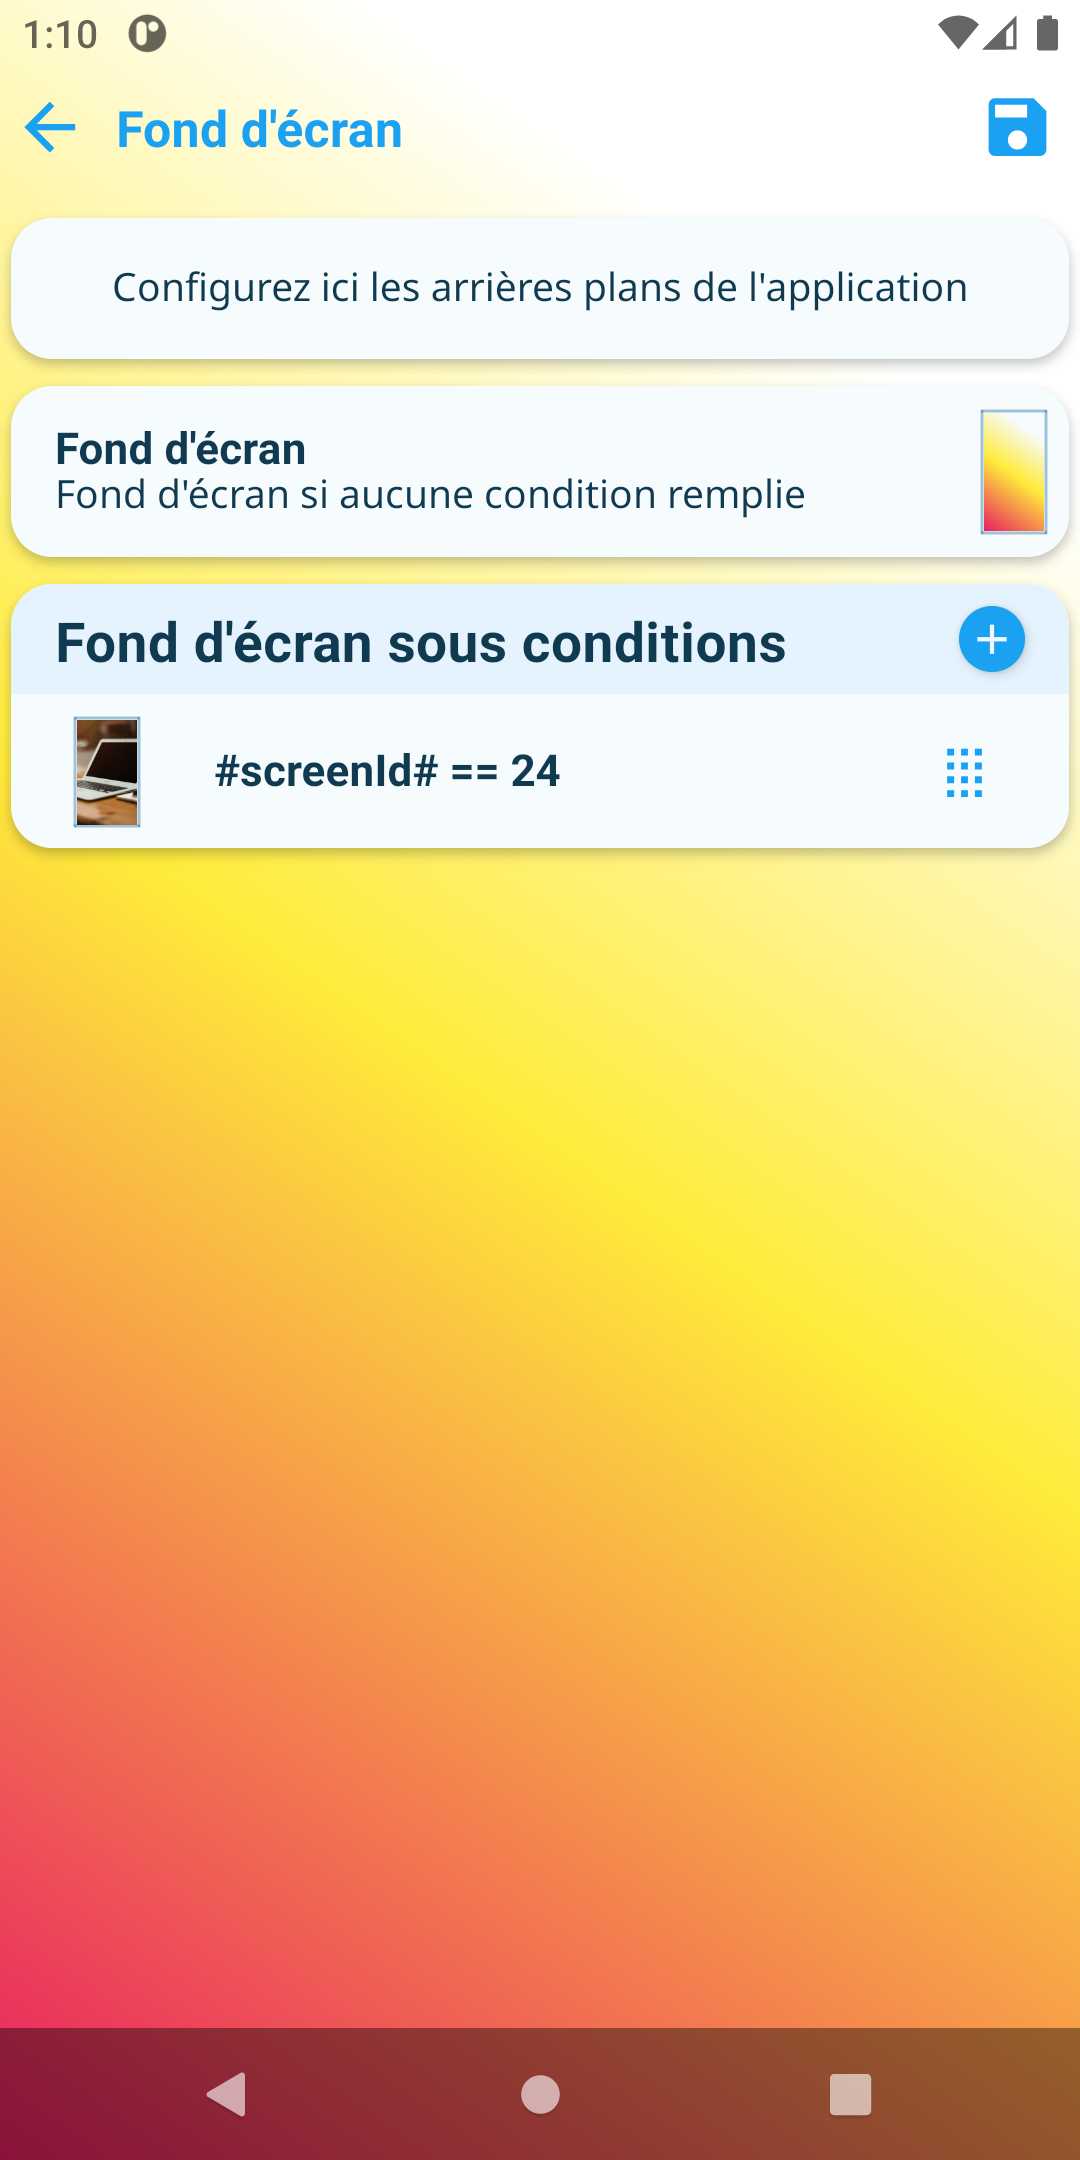 1:10
Fond d'écran
Configurez ici les arrières plans de l'application
Fond d'écran
Fond d'écran si aucune condition remplie
Fond d'écran sous conditions
#screenId# == 24